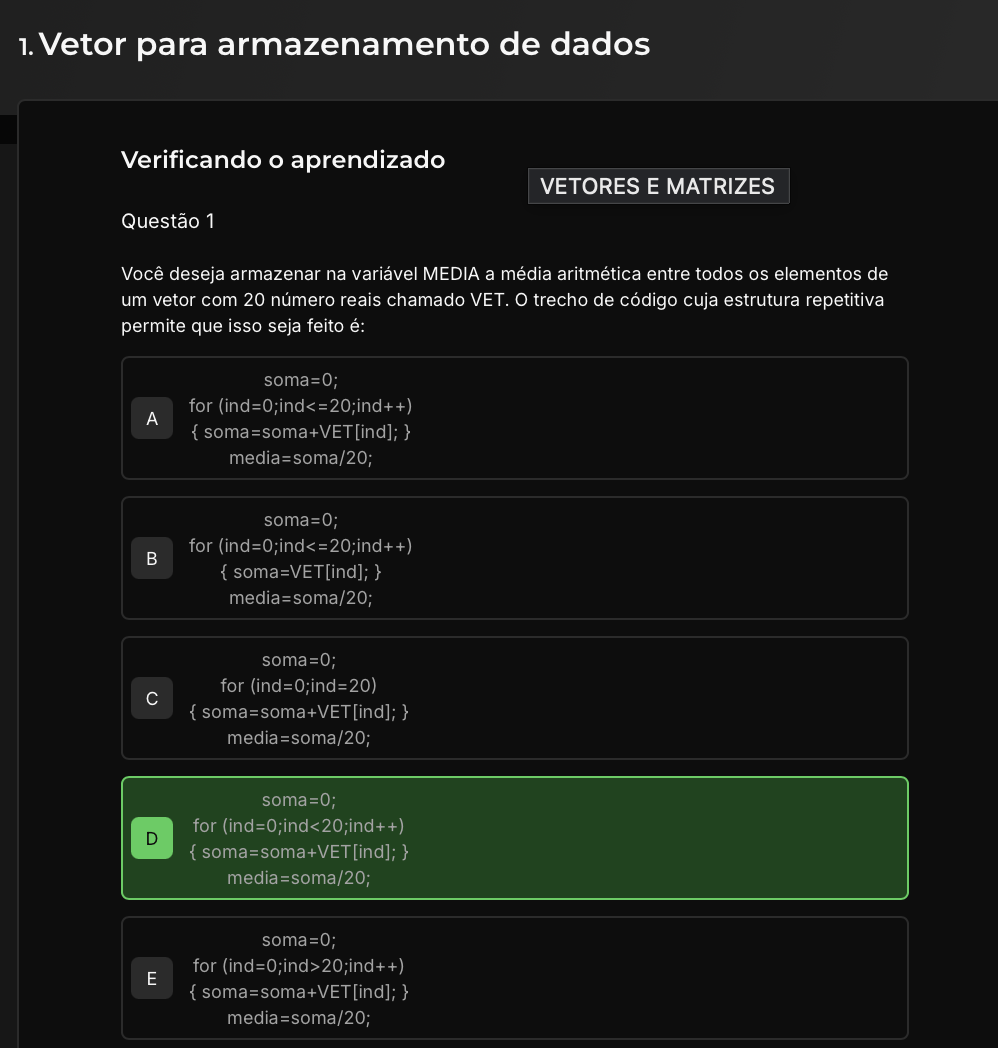 1. Vetor para armazenamento de dados
Verificando o aprendizado
VETORES E MATRIZES
Questão 1
Você deseja armazenar na variável MEDIA a média aritmética entre todos os elementos de
um vetor com 20 número reais chamado VET. O trecho de código cuja estrutura repetitiva
permite que isso seja feito é:
A
soma=0;
for (ind=0;ind<=20;ind++)
{ soma=soma+VET[ind]; }
media=soma/20;
B
soma=0;
for (ind=0;ind<=20;ind++)
{ soma=VET[ind]; }
media=soma/20;
C
soma=0;
for (ind=0;ind=20)
{ soma=soma+VET[ind]; }
media=soma/20;
D
soma=0;
for (ind=0;ind<20;ind++)
{ soma=soma+VET[ind]; }
media=soma/20;
E
soma=0;
for (ind=0;ind>20;ind++)
{ soma=soma+VET[ind]; }
media=soma/20;